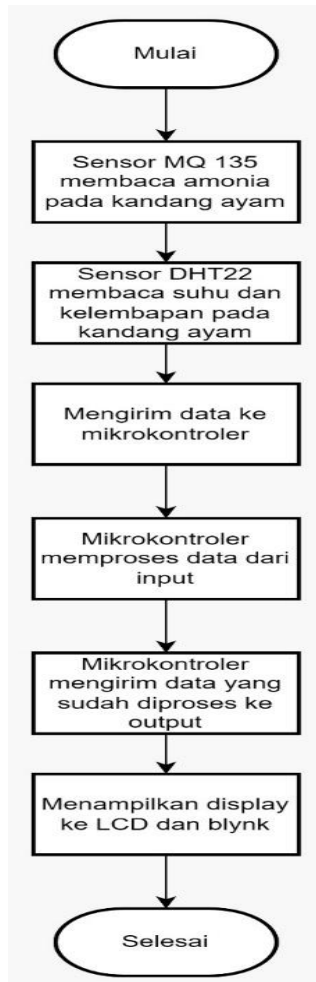 Mulai
Sensor MQ 135
membaca amonia
pada kandang ayam
Sensor DHT22
membaca suhu dan
kelembapan pada
kandang ayam
Mengirim data ke
mikrokontroler
Mikrokontroler
memproses data dari
input
Mikrokontroler
mengirim data yang
sudah diproses ke
output
Menampilkan display
ke LCD dan blynk
Selesai